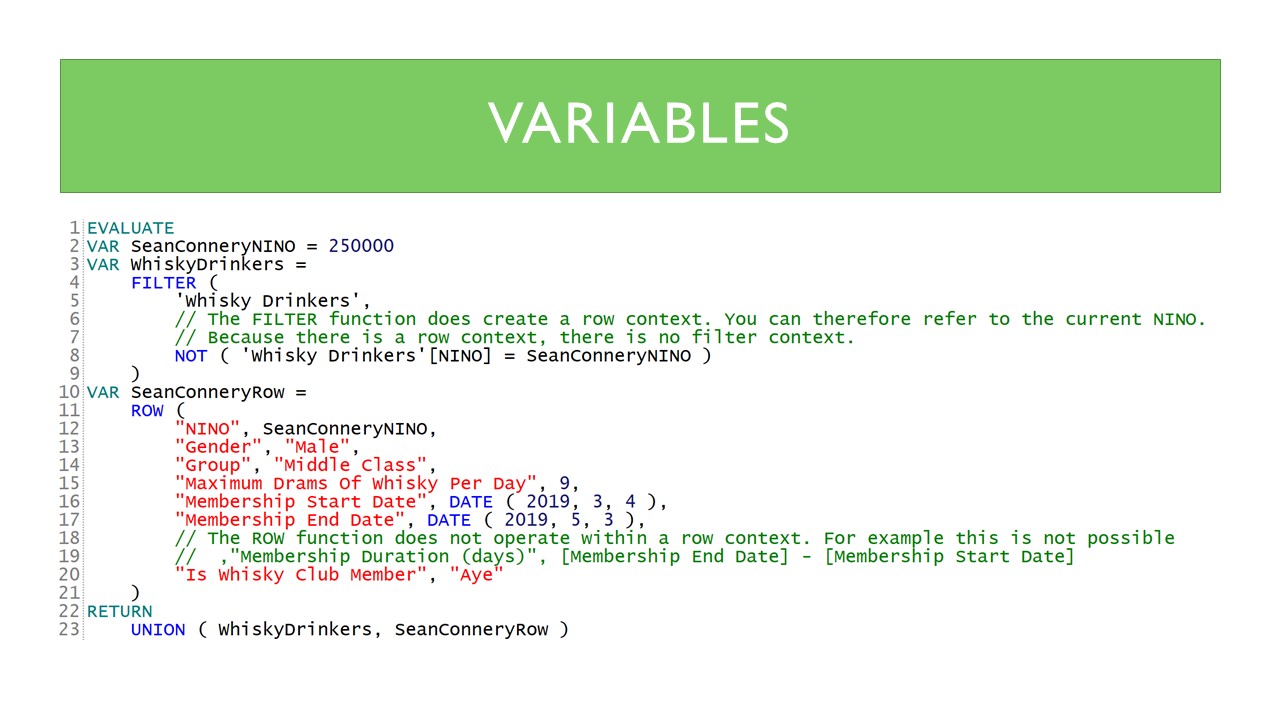 VARIABLES
1 EVALUATE
2 VAR SeanConneryNINO = 250000
3 VAR WhiskyDrinkers =
4     FILTER (
5         'Whisky Drinkers',
6         // The FILTER function does create a row context. You can therefore refer to the current NINO.
7         // Because there is a row context, there is no filter context.
8         NOT ( 'Whisky Drinkers'[NINO] = SeanConneryNINO )
9     )
10 VAR SeanConneryRow =
11     ROW (
12         "NINO", SeanConneryNINO,
13         "Gender", "Male",
14         "Group", "Middle Class",
15         "Maximum Drams Of Whisky Per Day", 9,
16         "Membership Start Date", DATE ( 2019, 3, 4 ),
17         "Membership End Date", DATE ( 2019, 5, 3 ),
18         // The ROW function does not operate within a row context. For example this is not possible
19         //  ,"Membership Duration (days)", [Membership End Date] - [Membership Start Date]
20         "Is Whisky Club Member", "Aye"
21     )
22 RETURN
23     UNION ( WhiskyDrinkers, SeanConneryRow )